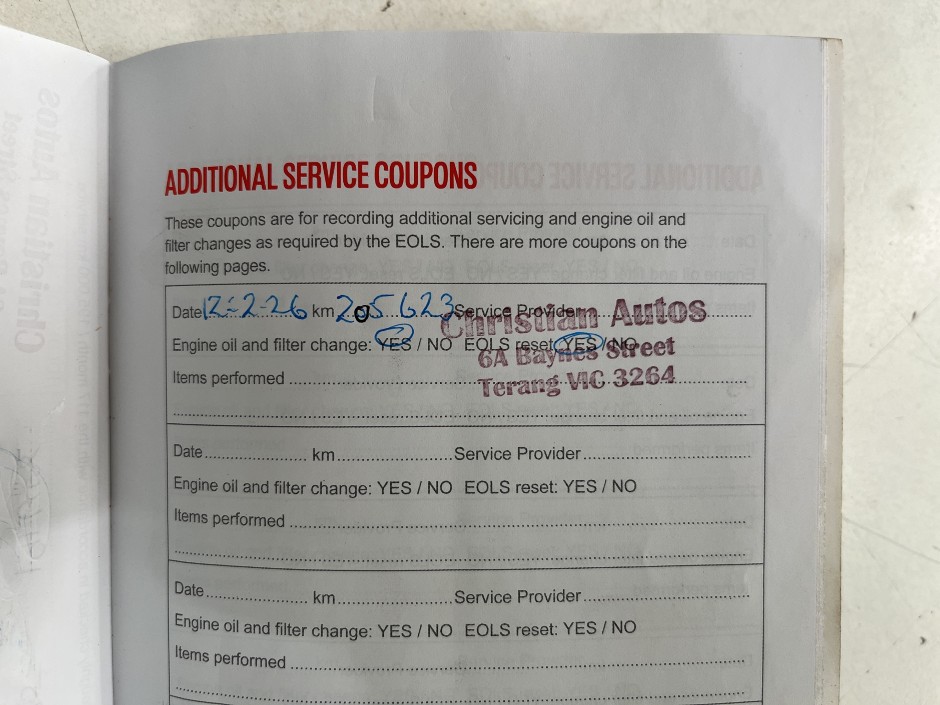 ADDITIONAL SERVICE COUPONS
These coupons are for recording additional servicing and engine oil and
filter changes as required by the EOLS. There are more coupons on the
following pages.
Date 12-2-26 km 205 623 Service Provider Christian Autos
Engine oil and filter change: YES / NO EOLS reset: YES / NO
6A Baynes Street
Items performed
Terang VIC 3264
Date km Service Provider
Engine oil and filter change: YES / NO EOLS reset: YES / NO
Items performed
Date km Service Provider
Engine oil and filter change: YES / NO EOLS reset: YES / NO
Items performed